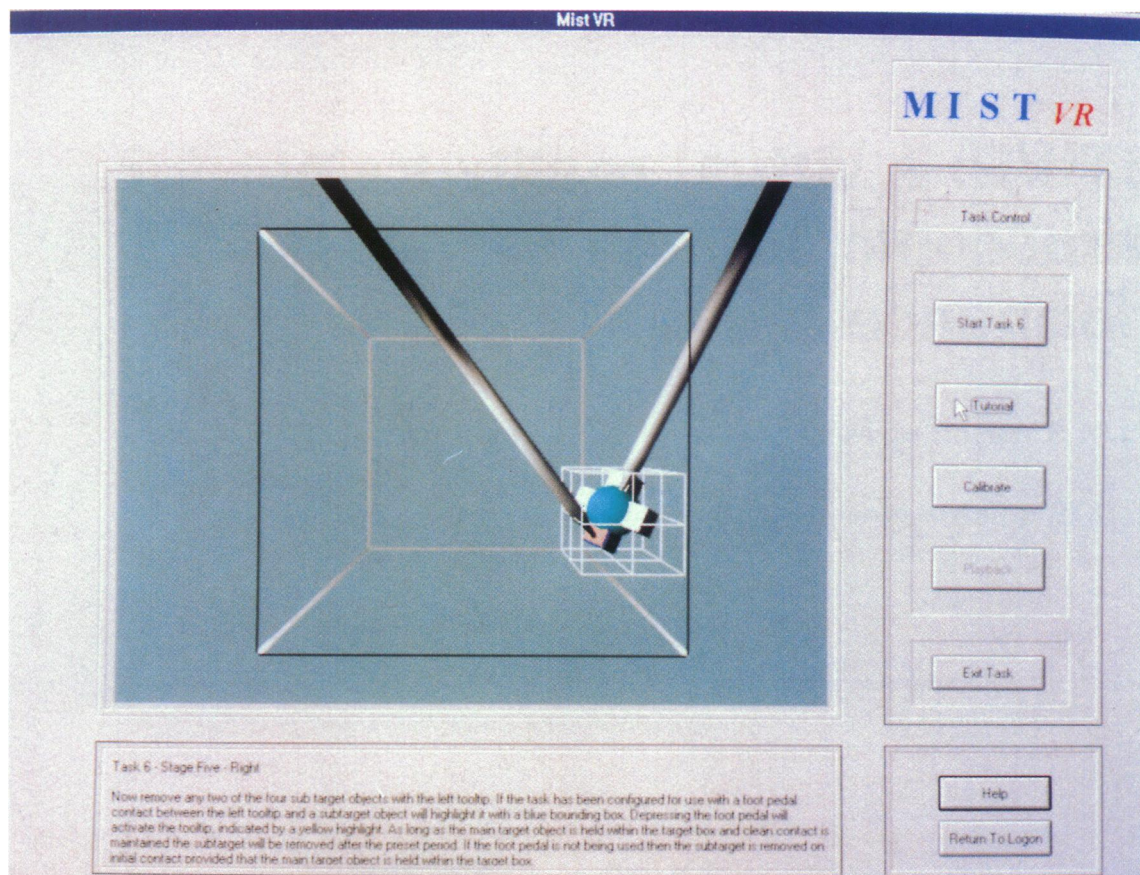 Mist VR
MIST VR
Task Control
Start Task 6
Tutorial
Calibrate
Playback
Exit Task
Task 6 - Stage Five - Right
Now remove any two of the four sub target objects with the left tooltip. If the task has been configured for use with a foot pedal
contact between the left tooltip and a subtarget object will highlight it with a blue bounding box. Depressing the foot pedal will
activate the tooltip, indicated by a yellow highlight. As long as the main target object is held within the target box and clean contact is
maintained the subtarget will be removed after the preset period. If the foot pedal is not being used then the subtarget is removed on
initial contact provided that the main target object is held within the target box.
Help
Return To Logon